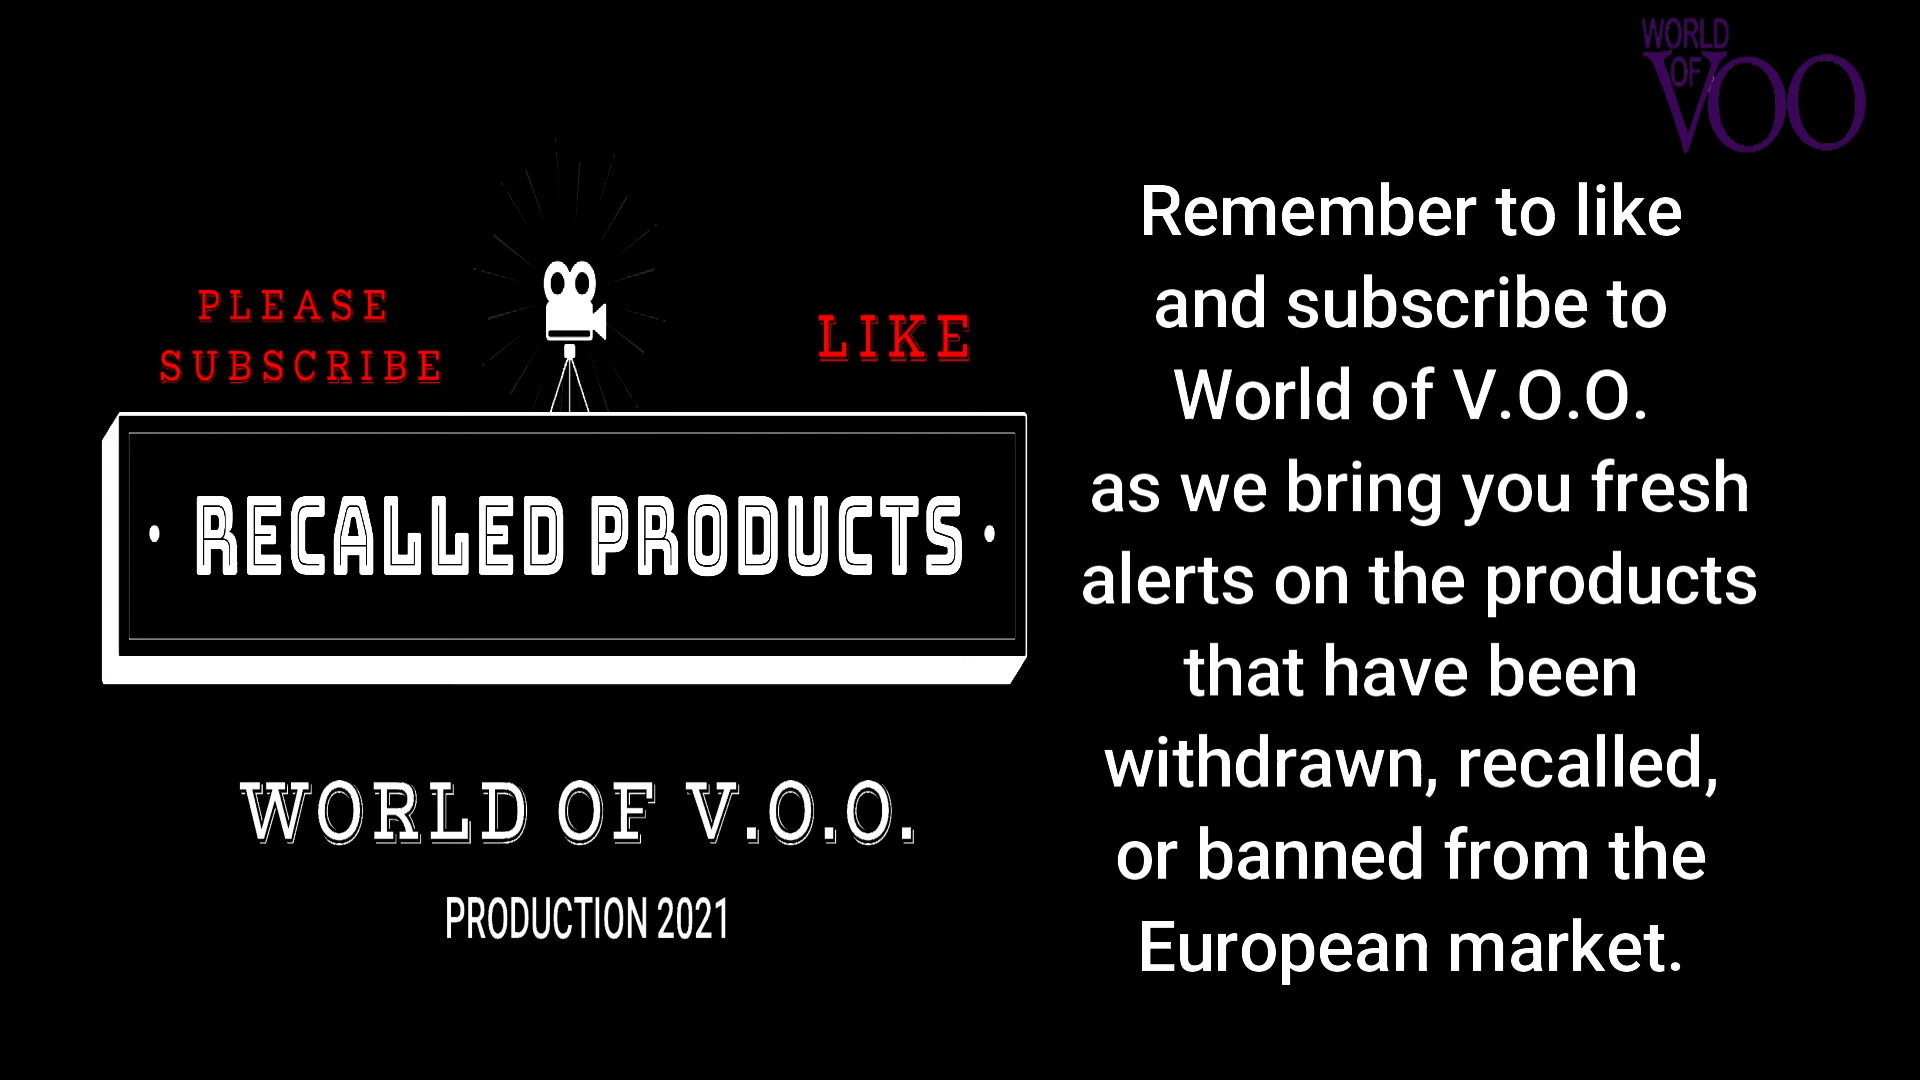 WORLD
OF
VOO
PLEASE
SUBSCRIBE
LIKE
· RECALLED PRODUCTS ·
WORLD OF V.O.O.
PRODUCTION 2021
Remember to like
and subscribe to
World of V.O.O.
as we bring you fresh
alerts on the products
that have been
withdrawn, recalled,
or banned from the
European market.